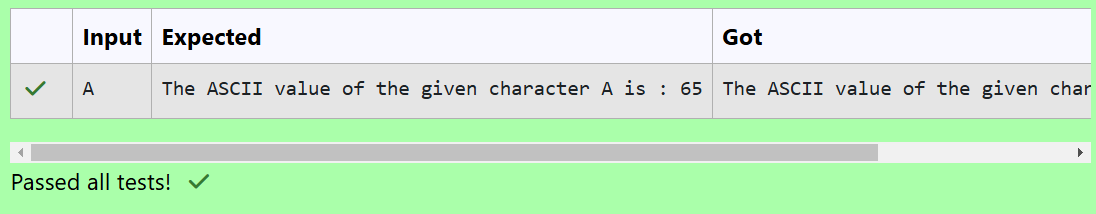 Input Expected Got
A The ASCII value of the given character A is : 65 The ASCII value of the given char
Passed all tests!